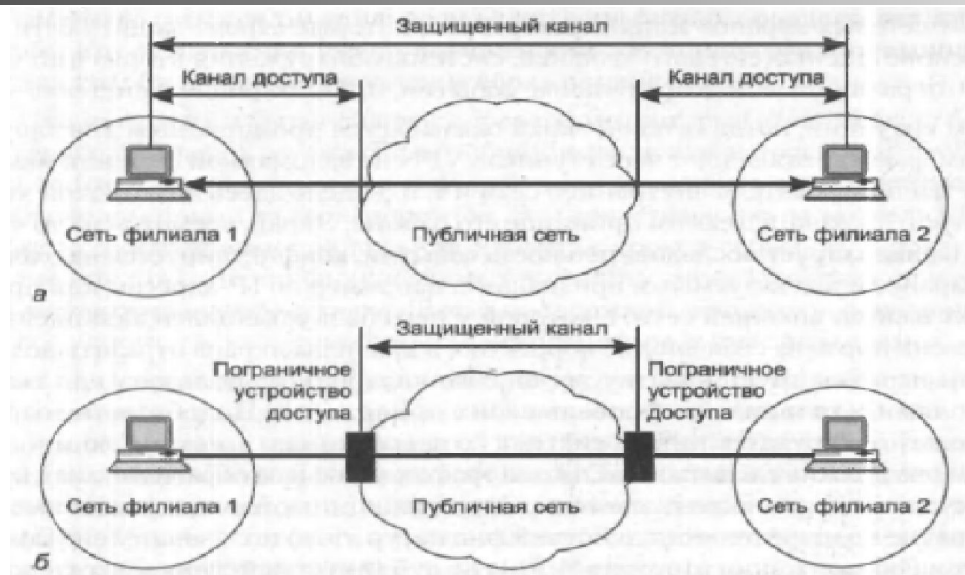 Защищенный канал
Канал доступа Канал доступа
Сеть филиала 1 Публичная сеть Сеть филиала 2
а
Защищенный канал
Пограничное Пограничное
устройство устройство
доступа доступа
Сеть филиала 1 Публичная сеть Сеть филиала 2
б